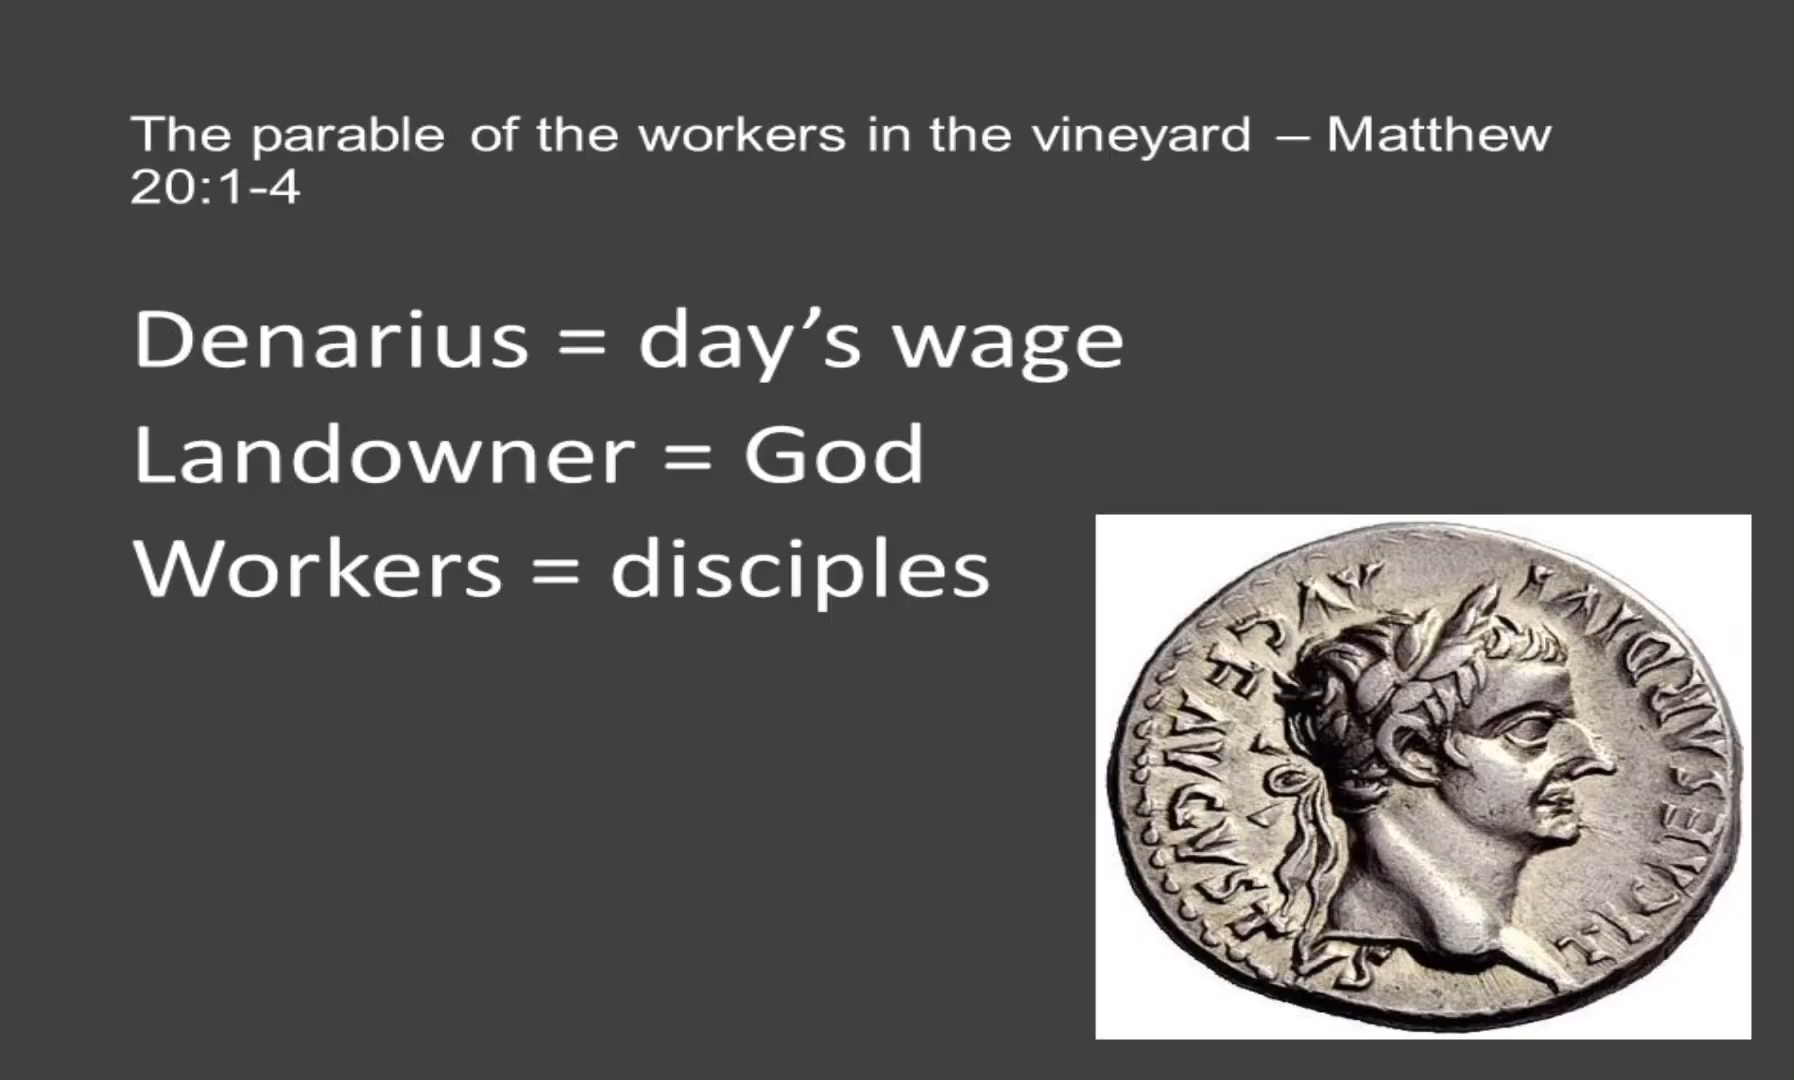 The parable of the workers in the vineyard – Matthew
20:1-4
Denarius = day’s wage
Landowner = God
Workers = disciples